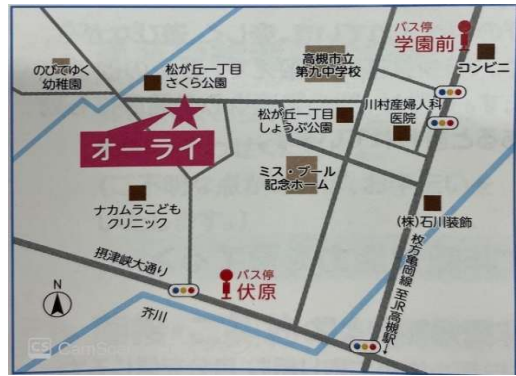 バス停
学園前
コンビニ
のびてゆく
幼稚園
松が丘一丁目
さくら公園
高槻市立
第九中学校
松が丘一丁目
しょうぶ公園
川村産婦人科
医院
オーライ
ミス・ブール
記念ホーム
ナカムラこども
クリニック
(株)石川装飾
摂津峡大通り
バス停
伏原
枚方亀岡線 至JR高槻駅
N
芥川
CS CamSc